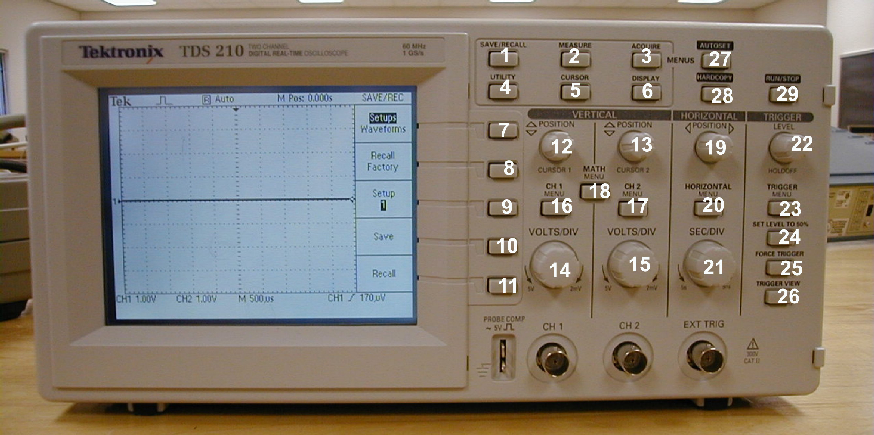 Tektronix TDS 210 TWO CHANNEL DIGITAL REAL-TIME OSCILLOSCOPE 60 MHz 1 GS/s
Tek Auto M Pos: 0.000s SAVE/REC
Setups
Waveforms
Recall
Factory
Setup
1
Save
Recall
1
CH1 1.00V CH2 1.00V M 500µs CH1 170µV
SAVE/RECALL MEASURE ACQUIRE AUTOSET
1 2 3 MENUS 27
UTILITY CURSOR DISPLAY HARDCOPY RUN/STOP
4 5 6 28 29
VERTICAL HORIZONTAL TRIGGER
7 POSITION POSITION POSITION LEVEL
12 13 19 22
8 CURSOR 1 CURSOR 2 HOLDOFF
MATH
MENU
18
CH 1 MENU CH 2 MENU HORIZONTAL MENU TRIGGER MENU
9 16 17 20 23
SET LEVEL TO 50%
24
10 VOLTS/DIV VOLTS/DIV SEC/DIV
14 15 21
FORCE TRIGGER
25
11 5V 2mV 5V 2mV 5s
TRIGGER VIEW
26
PROBE COMP
~ 5V
CH 1 CH 2 EXT TRIG
300V
CAT II